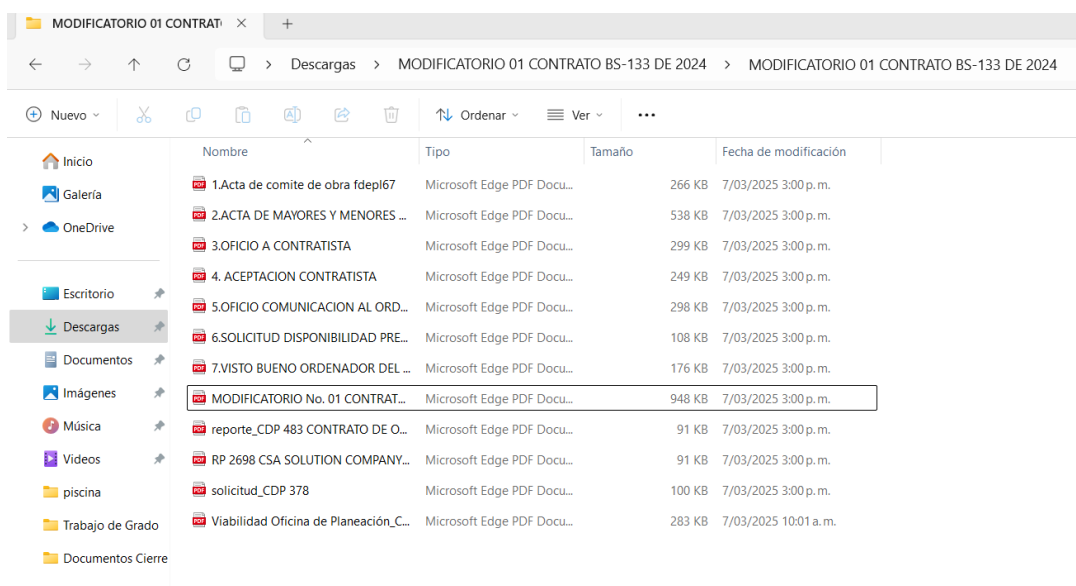 MODIFICATORIO 01 CONTRAT
Descargas > MODIFICATORIO 01 CONTRATO BS-133 DE 2024 > MODIFICATORIO 01 CONTRATO BS-133 DE 2024
Nuevo Ordenar Ver
Nombre Tipo Tamaño Fecha de modificación
Inicio
Galería
OneDrive
Escritorio
Descargas
Documentos
Imágenes
Música
Videos
piscina
Trabajo de Grado
Documentos Cierre
1.Acta de comite de obra fdepl67 Microsoft Edge PDF Docu... 266 KB 7/03/2025 3:00 p. m.
2.ACTA DE MAYORES Y MENORES ... Microsoft Edge PDF Docu... 538 KB 7/03/2025 3:00 p. m.
3.OFICIO A CONTRATISTA Microsoft Edge PDF Docu... 299 KB 7/03/2025 3:00 p. m.
4. ACEPTACION CONTRATISTA Microsoft Edge PDF Docu... 249 KB 7/03/2025 3:00 p. m.
5.OFICIO COMUNICACION AL ORD... Microsoft Edge PDF Docu... 298 KB 7/03/2025 3:00 p. m.
6.SOLICITUD DISPONIBILIDAD PRE... Microsoft Edge PDF Docu... 108 KB 7/03/2025 3:00 p. m.
7.VISTO BUENO ORDENADOR DEL ... Microsoft Edge PDF Docu... 176 KB 7/03/2025 3:00 p. m.
MODIFICATORIO No. 01 CONTRAT... Microsoft Edge PDF Docu... 948 KB 7/03/2025 3:00 p. m.
reporte_CDP 483 CONTRATO DE O... Microsoft Edge PDF Docu... 91 KB 7/03/2025 3:00 p. m.
RP 2698 CSA SOLUTION COMPANY... Microsoft Edge PDF Docu... 91 KB 7/03/2025 3:00 p. m.
solicitud_CDP 378 Microsoft Edge PDF Docu... 100 KB 7/03/2025 3:00 p. m.
Viabilidad Oficina de Planeación_C... Microsoft Edge PDF Docu... 283 KB 7/03/2025 10:01 a. m.